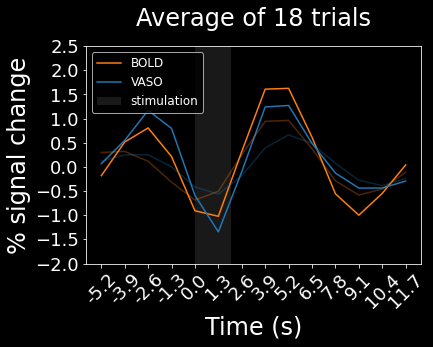 Average of 18 trials
% signal change
2.5
2.0
1.5
1.0
0.5
0.0
−0.5
−1.0
−1.5
−2.0
BOLD
VASO
stimulation
-5.2 -3.9 -2.6 -1.3 0.0 1.3 2.6 3.9 5.2 6.5 7.8 9.1 10.4 11.7
Time (s)